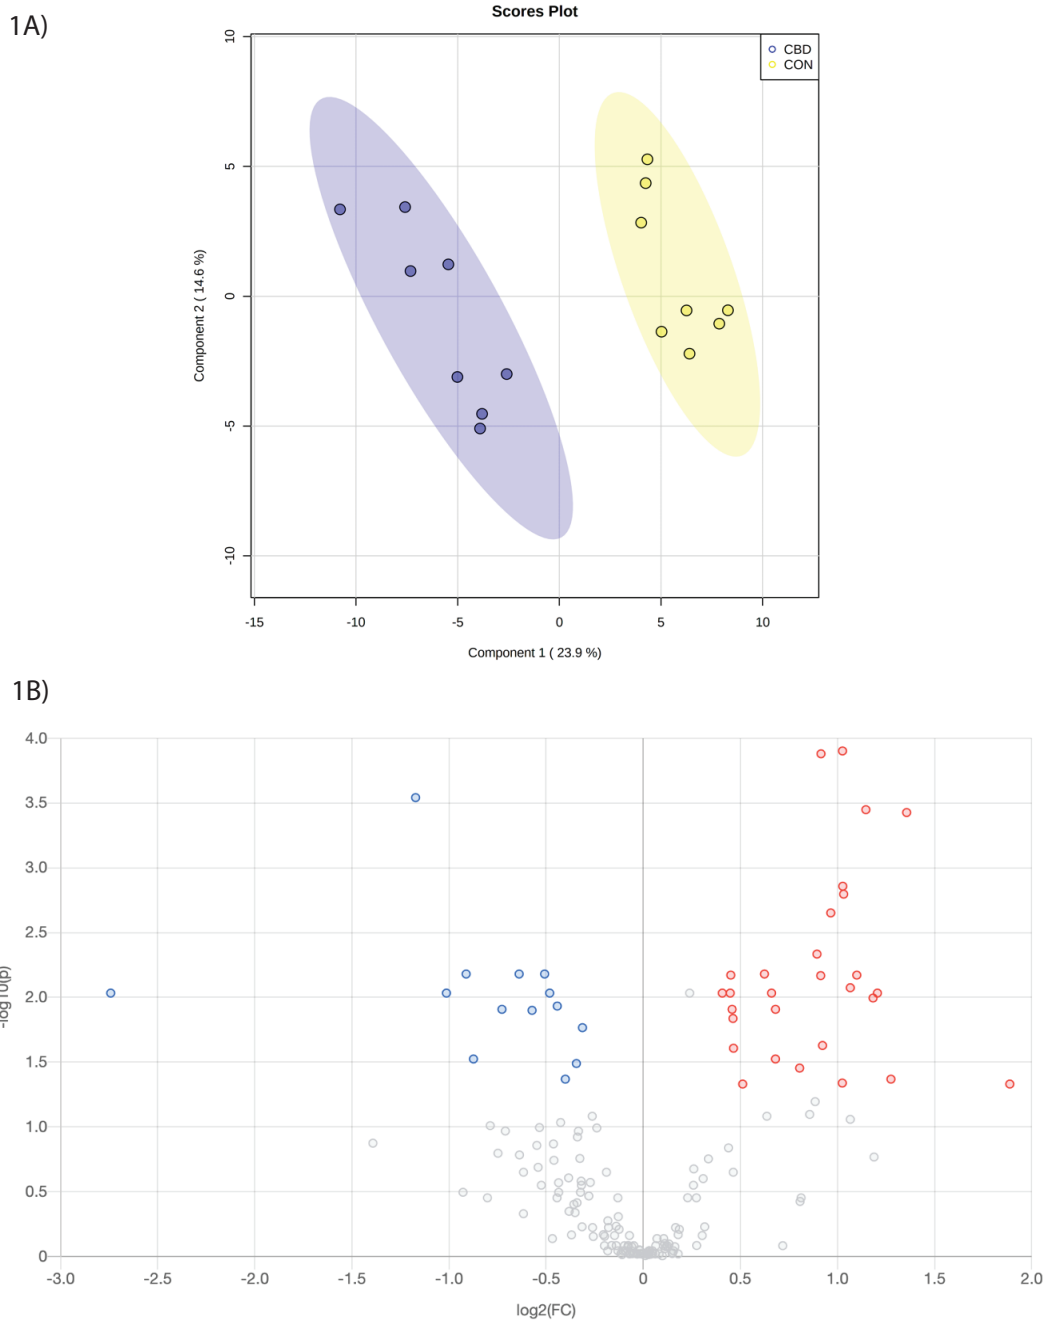 1A)
Scores Plot
CBD
CON
10
5
0
-5
-10
Component 2 ( 14.6 %)
-15 -10 -5 0 5 10
Component 1 ( 23.9 %)
1B)
4.0
3.5
3.0
2.5
2.0
1.5
1.0
0.5
0
-log10(p)
-3.0 -2.5 -2.0 -1.5 -1.0 -0.5 0 0.5 1.0 1.5 2.0
log2(FC)